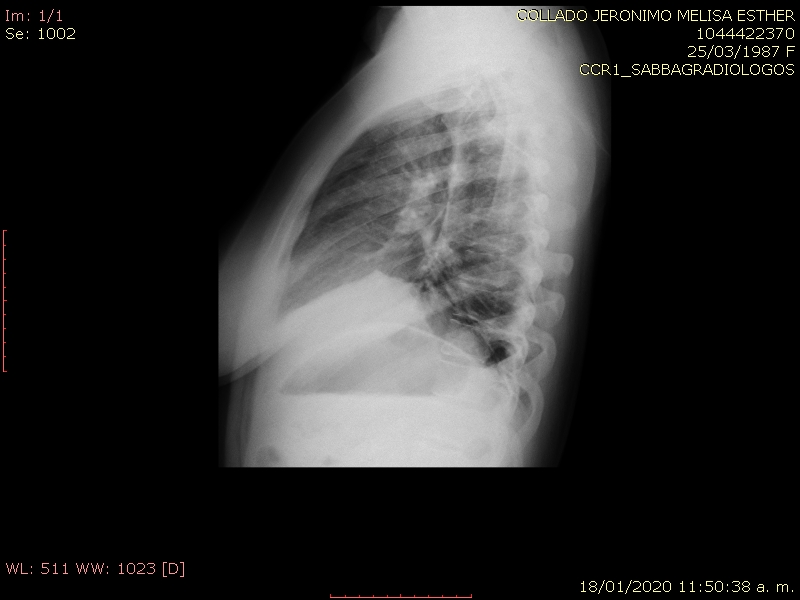 Im: 1/1
Se: 1002
COLLADO JERONIMO MELISA ESTHER
1044422370
25/03/1987 F
CCR1_SABBAGRADIOLOGOS
WL: 511 WW: 1023 [D]
18/01/2020 11:50:38 a. m.